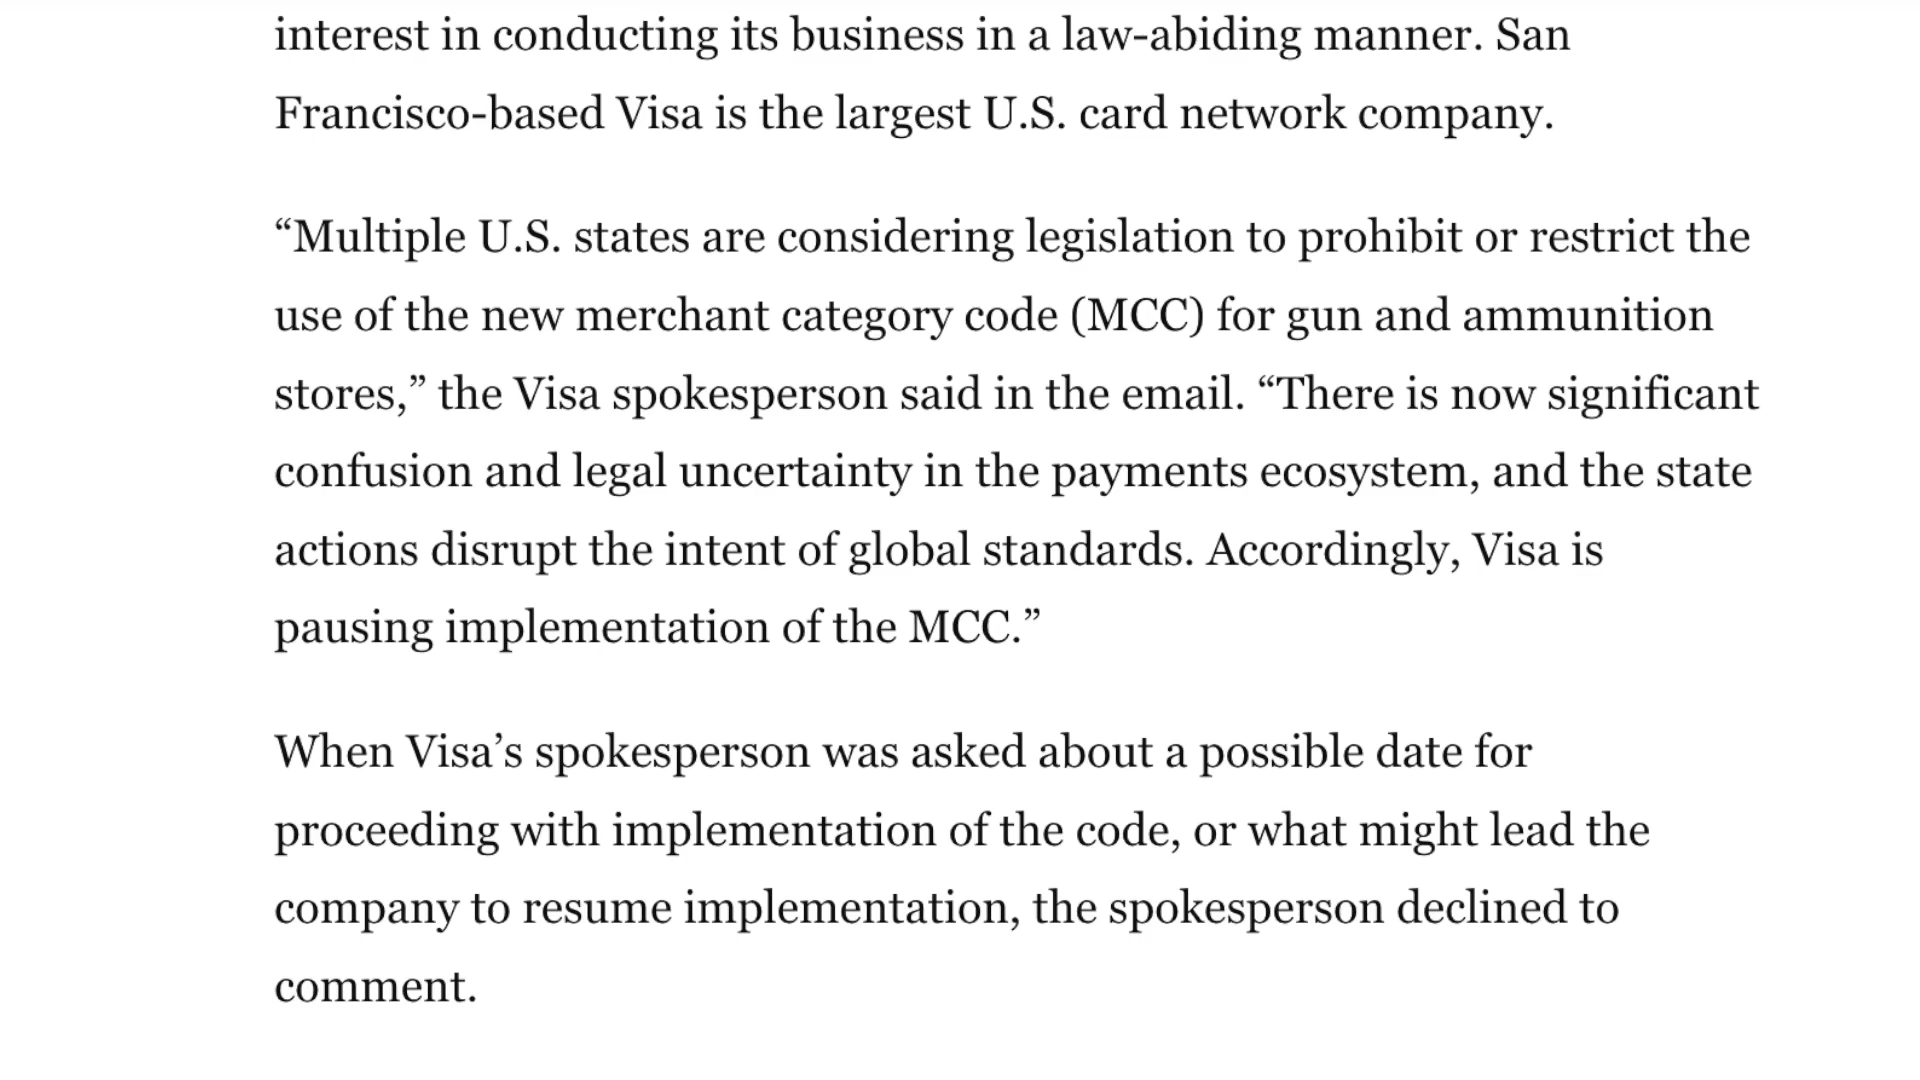 interest in conducting its business in a law-abiding manner. San
Francisco-based Visa is the largest U.S. card network company.
“Multiple U.S. states are considering legislation to prohibit or restrict the
use of the new merchant category code (MCC) for gun and ammunition
stores,” the Visa spokesperson said in the email. “There is now significant
confusion and legal uncertainty in the payments ecosystem, and the state
actions disrupt the intent of global standards. Accordingly, Visa is
pausing implementation of the MCC.”
When Visa’s spokesperson was asked about a possible date for
proceeding with implementation of the code, or what might lead the
company to resume implementation, the spokesperson declined to
comment.